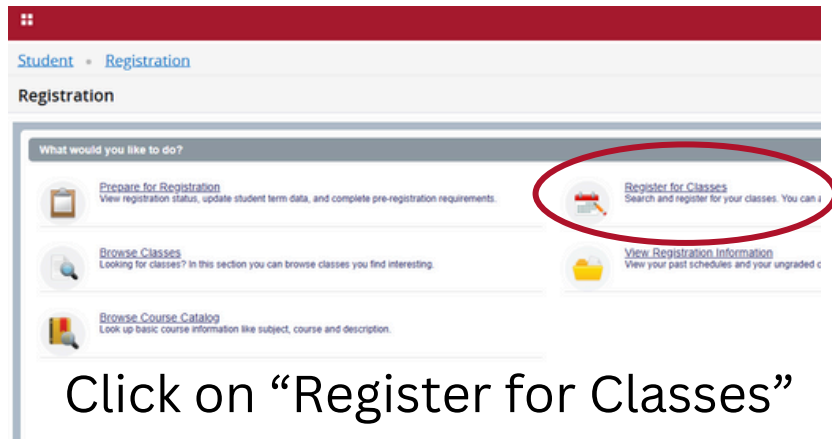 Student • Registration
Registration
What would you like to do?
Prepare for Registration
View registration status, update student term data, and complete pre-registration requirements.
Register for Classes
Search and register for your classes. You can a
Browse Classes
Looking for classes? In this section you can browse classes you find interesting.
View Registration Information
View your past schedules and your ungraded c
Browse Course Catalog
Look up basic course information like subject, course and description.
Click on “Register for Classes”